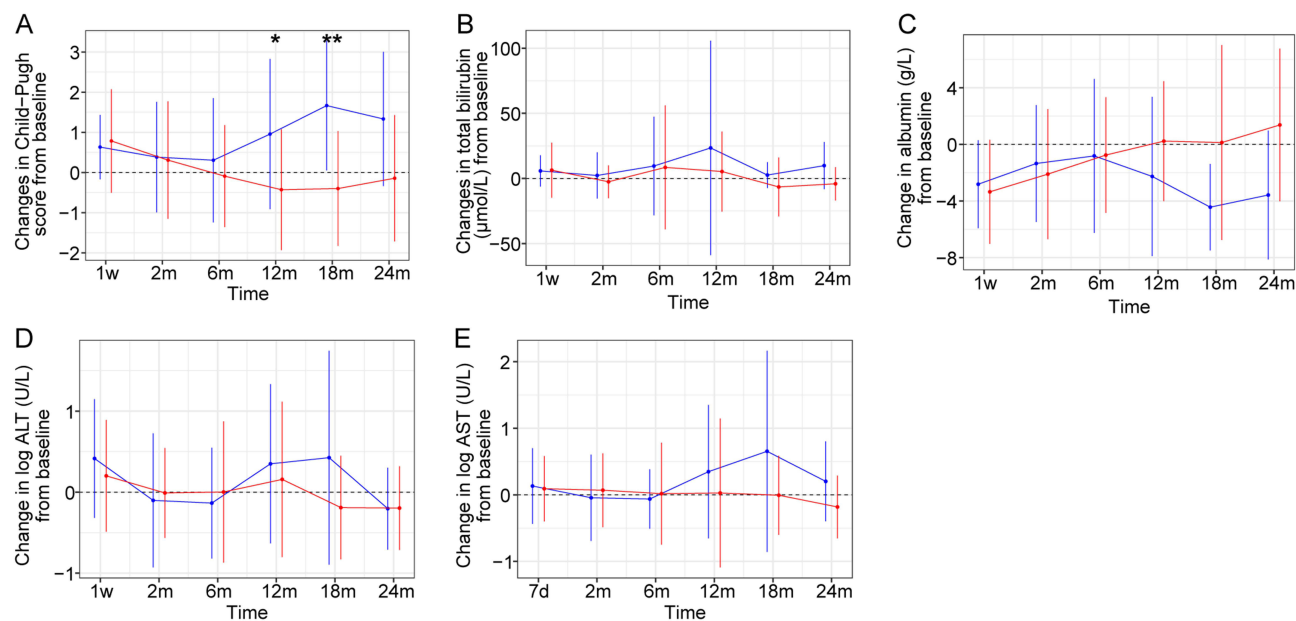 A
Changes in Child-Pugh
score from baseline
3
2
1
0
−1
−2
* **
1w 2m 6m 12m 18m 24m
Time
B
Changes in total bilirubin
(μmol/L) from baseline
100
50
0
−50
1w 2m 6m 12m 18m 24m
Time
C
Change in albumin (g/L)
from baseline
4
0
−4
−8
1w 2m 6m 12m 18m 24m
Time
D
Change in log ALT (U/L)
from baseline
1
0
−1
1w 2m 6m 12m 18m 24m
Time
E
Change in log AST (U/L)
from baseline
2
1
0
−1
7d 2m 6m 12m 18m 24m
Time